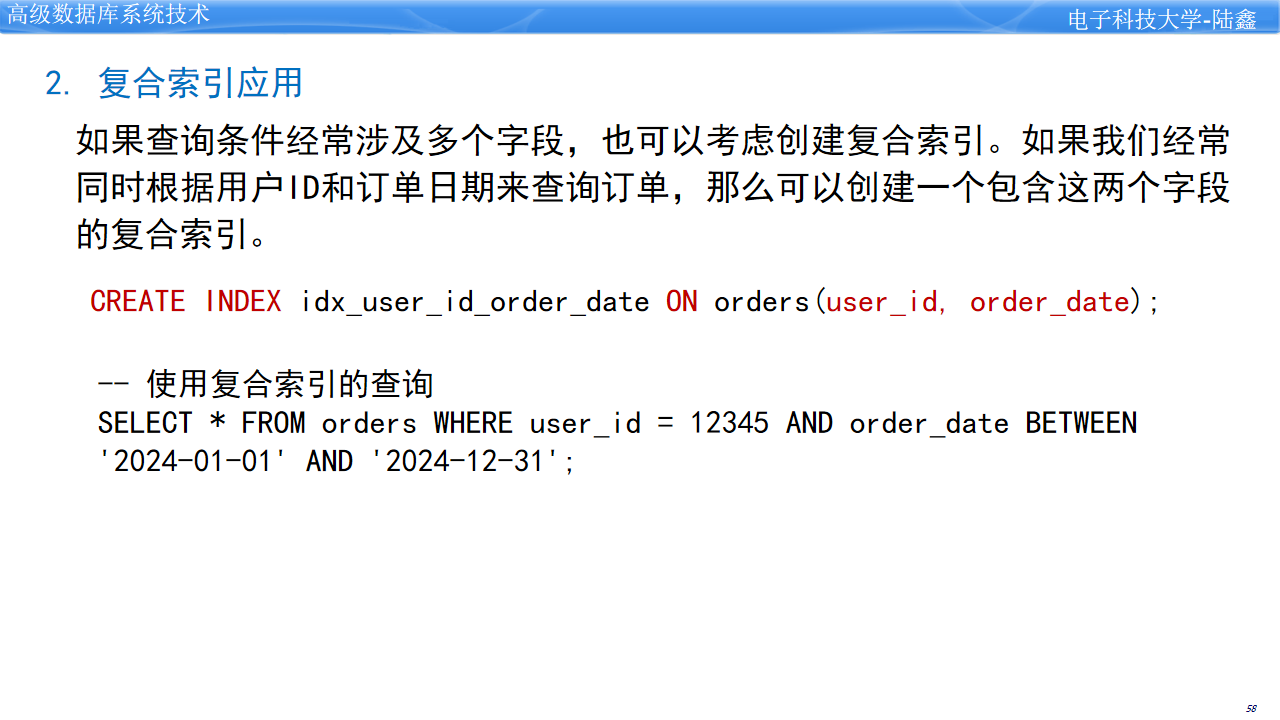 高级数据库系统技术
电子科技大学-陆鑫
2. 复合索引应用
如果查询条件经常涉及多个字段，也可以考虑创建复合索引。如果我们经常
同时根据用户ID和订单日期来查询订单，那么可以创建一个包含这两个字段
的复合索引。
CREATE INDEX idx_user_id_order_date ON orders(user_id, order_date);
-- 使用复合索引的查询
SELECT * FROM orders WHERE user_id = 12345 AND order_date BETWEEN
'2024-01-01' AND '2024-12-31';
58